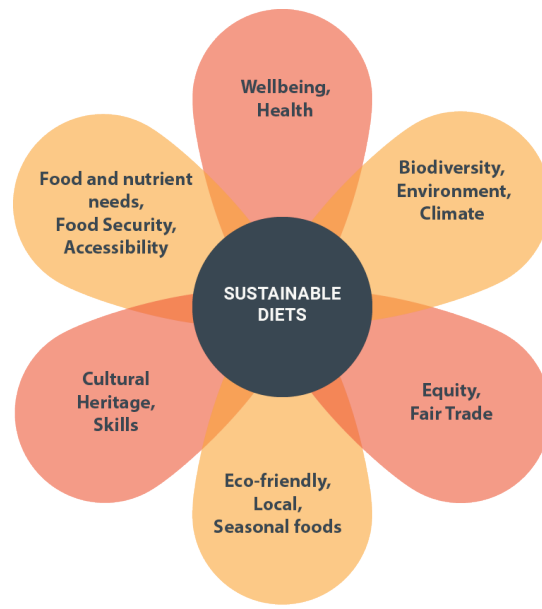 Wellbeing,
Health
Biodiversity,
Environment,
Climate
Equity,
Fair Trade
Eco-friendly,
Local,
Seasonal foods
Cultural
Heritage,
Skills
Food and nutrient
needs,
Food Security,
Accessibility
SUSTAINABLE
DIETS